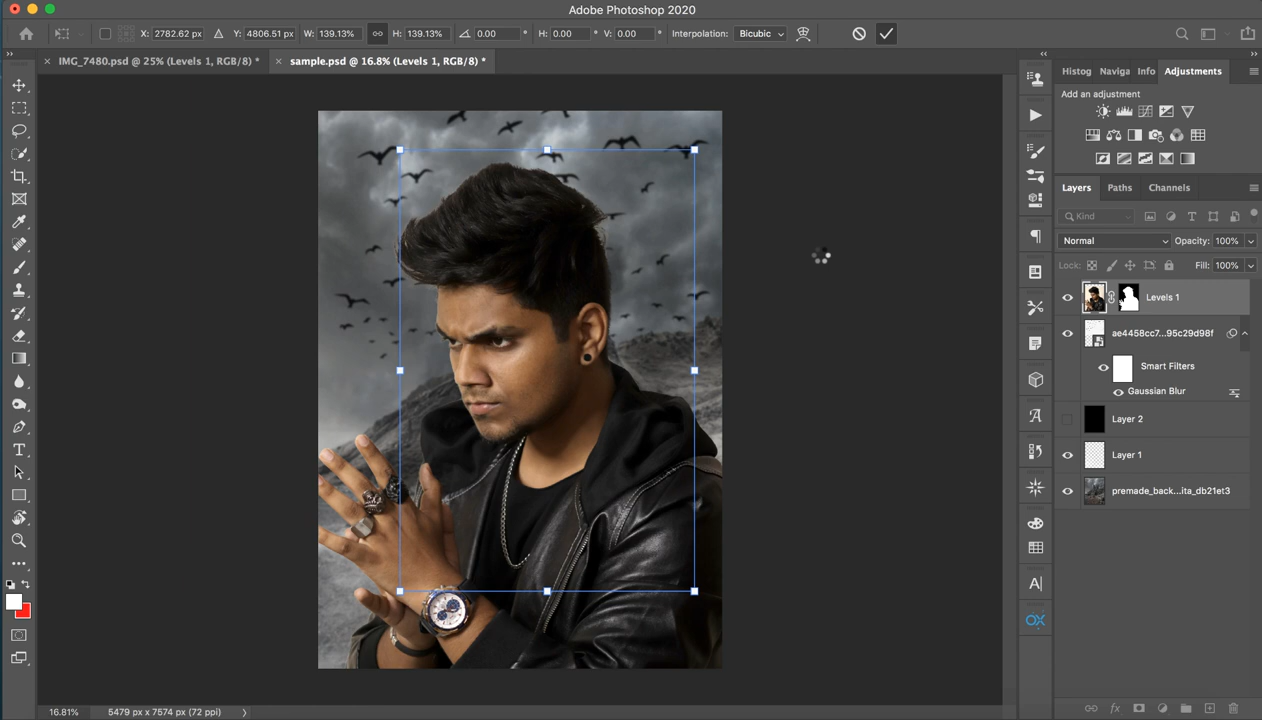 Adobe Photoshop 2020
X: 2782.62 px Y: 4806.51 px W: 139.13% H: 139.13% 0.00 ° H: 0.00 ° V: 0.00 ° Interpolation: Bicubic
× IMG_7480.psd @ 25% (Levels 1, RGB/8) * × sample.psd @ 16.8% (Levels 1, RGB/8) *
Histog Naviga Info Adjustments
Add an adjustment
Layers Paths Channels
Kind
Normal Opacity: 100%
Lock: Fill: 100%
Levels 1
ae4458cc7...95c29d98f
Smart Filters
Gaussian Blur
Layer 2
Layer 1
premade_back...ita_db21et3
16.81% 5479 px x 7574 px (72 ppi)